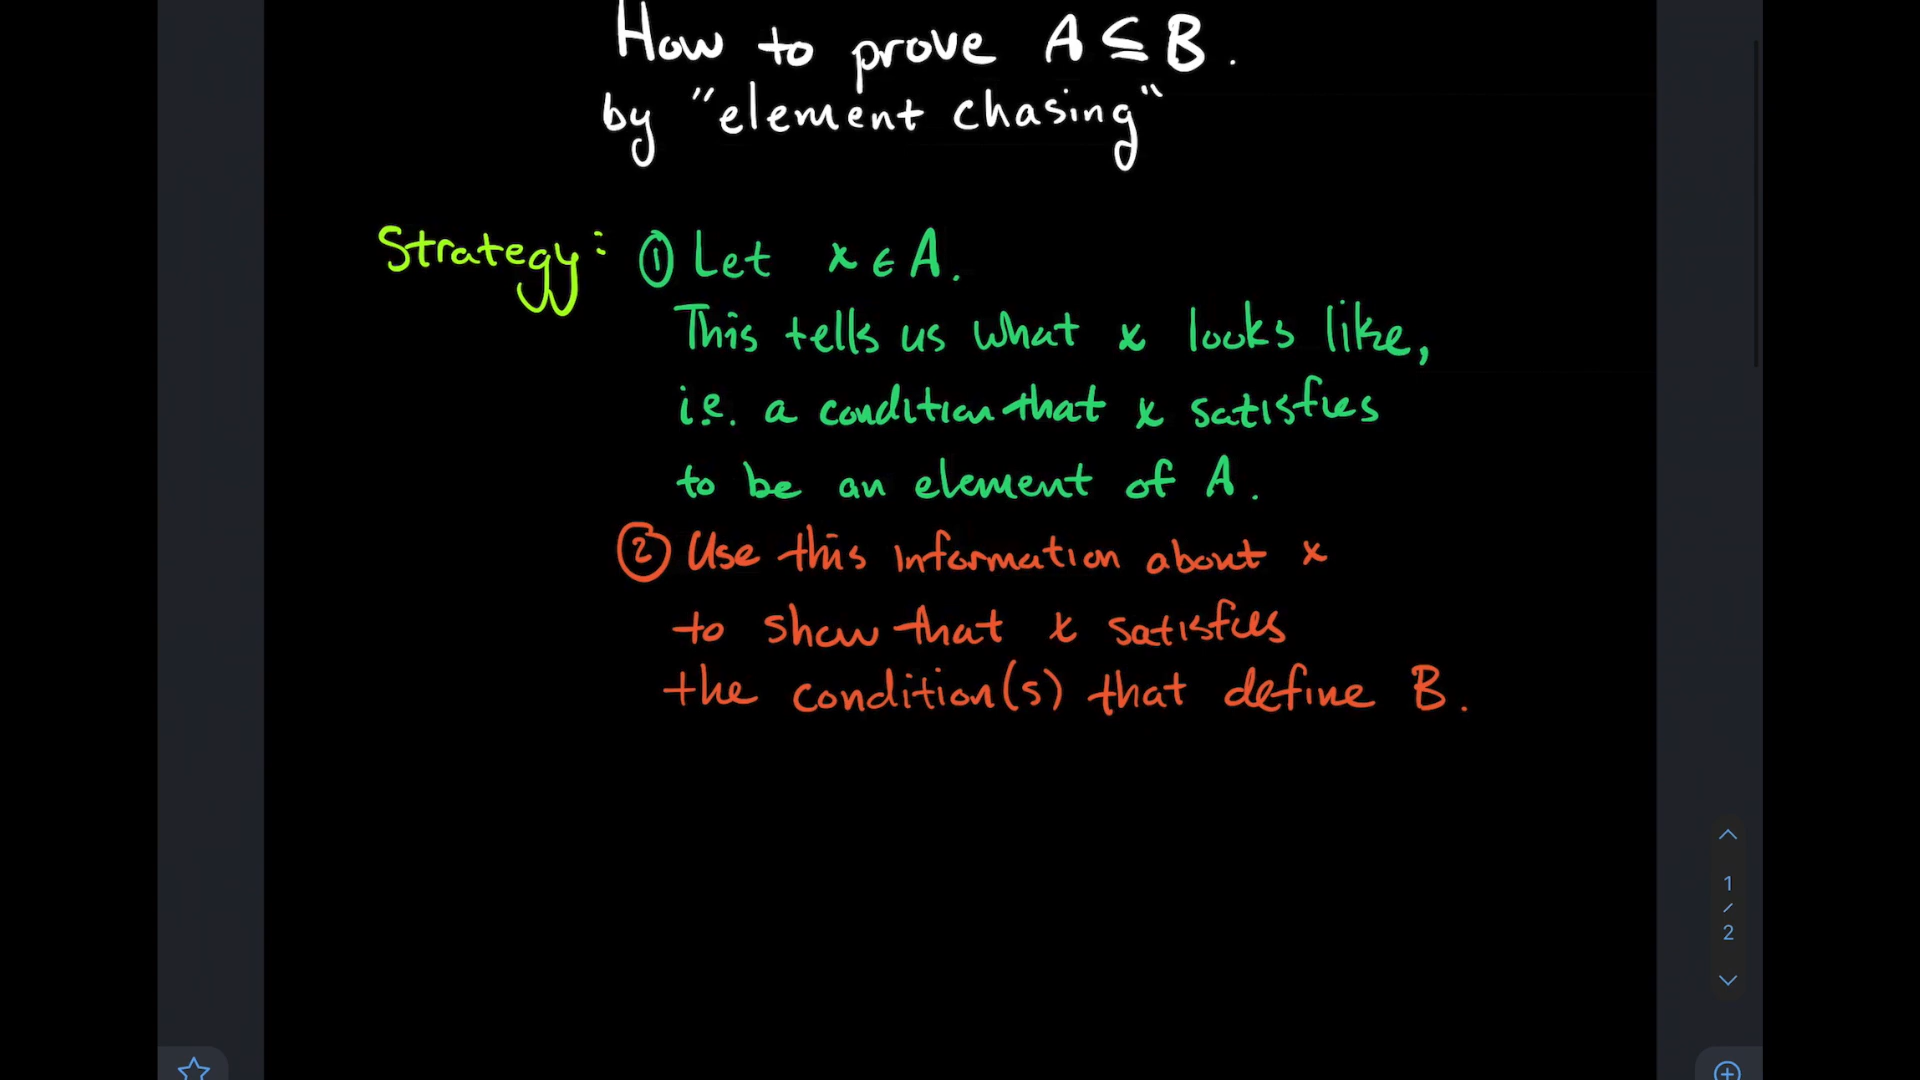 How to prove A ⊆ B.
by "element chasing"
Strategy: ① Let x ∈ A.
This tells us what x looks like,
i.e. a condition that x satisfies
to be an element of A.
② Use this information about x
to show that x satisfies
the condition(s) that define B.
1
/
2